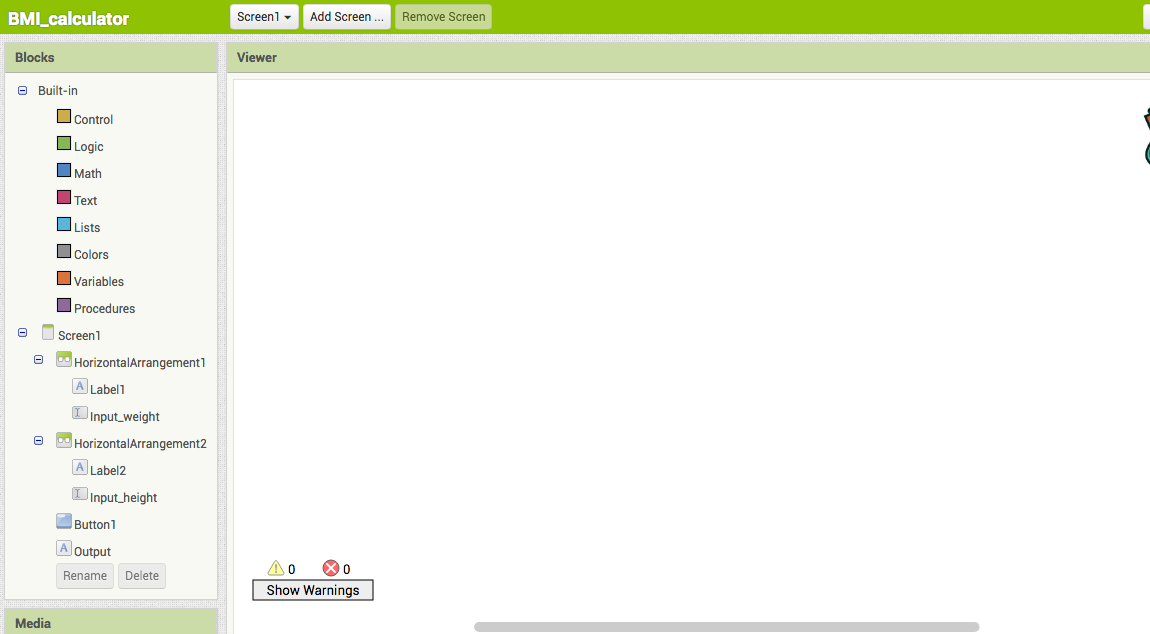 BMI_calculator
Screen1
Add Screen ...
Remove Screen
Blocks
Viewer
Built-in
Control
Logic
Math
Text
Lists
Colors
Variables
Procedures
Screen1
HorizontalArrangement1
A Label1
Input_weight
HorizontalArrangement2
A Label2
Input_height
Button1
A Output
Rename
Delete
0
0
Show Warnings
Media